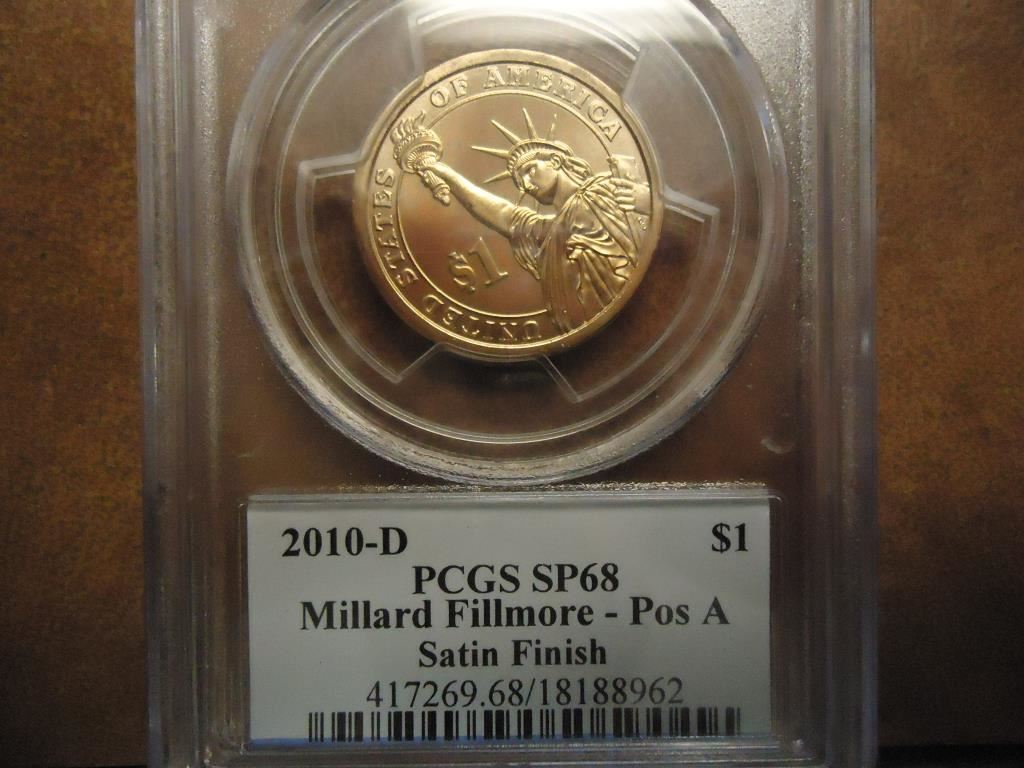 UNITED STATES OF AMERICA
$1
2010-D $1
PCGS SP68
Millard Fillmore - Pos A
Satin Finish
417269.68/18188962